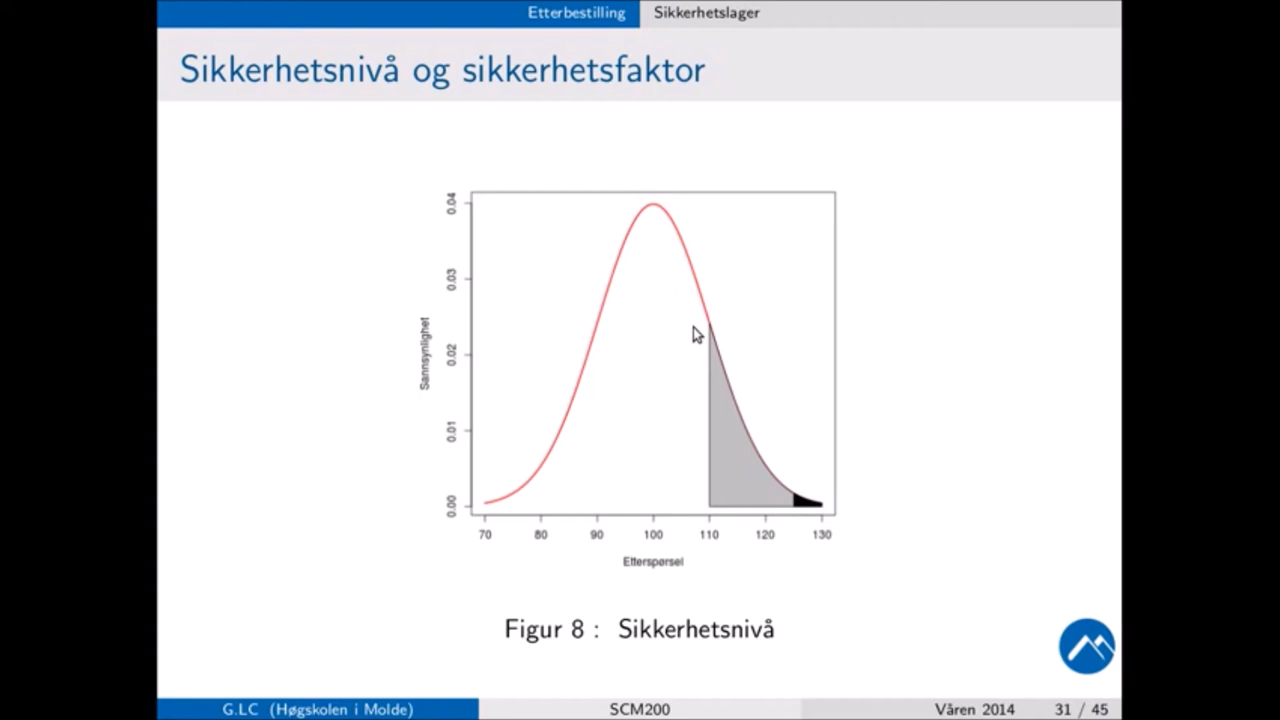 Etterbestilling Sikkerhetslager
Sikkerhetsnivå og sikkerhetsfaktor
Sannsynlighet
0.04
0.03
0.02
0.01
0.00
70 80 90 100 110 120 130
Etterspørsel
Figur 8 : Sikkerhetsnivå
G.LC (Høgskolen i Molde) SCM200 Våren 2014 31 / 45